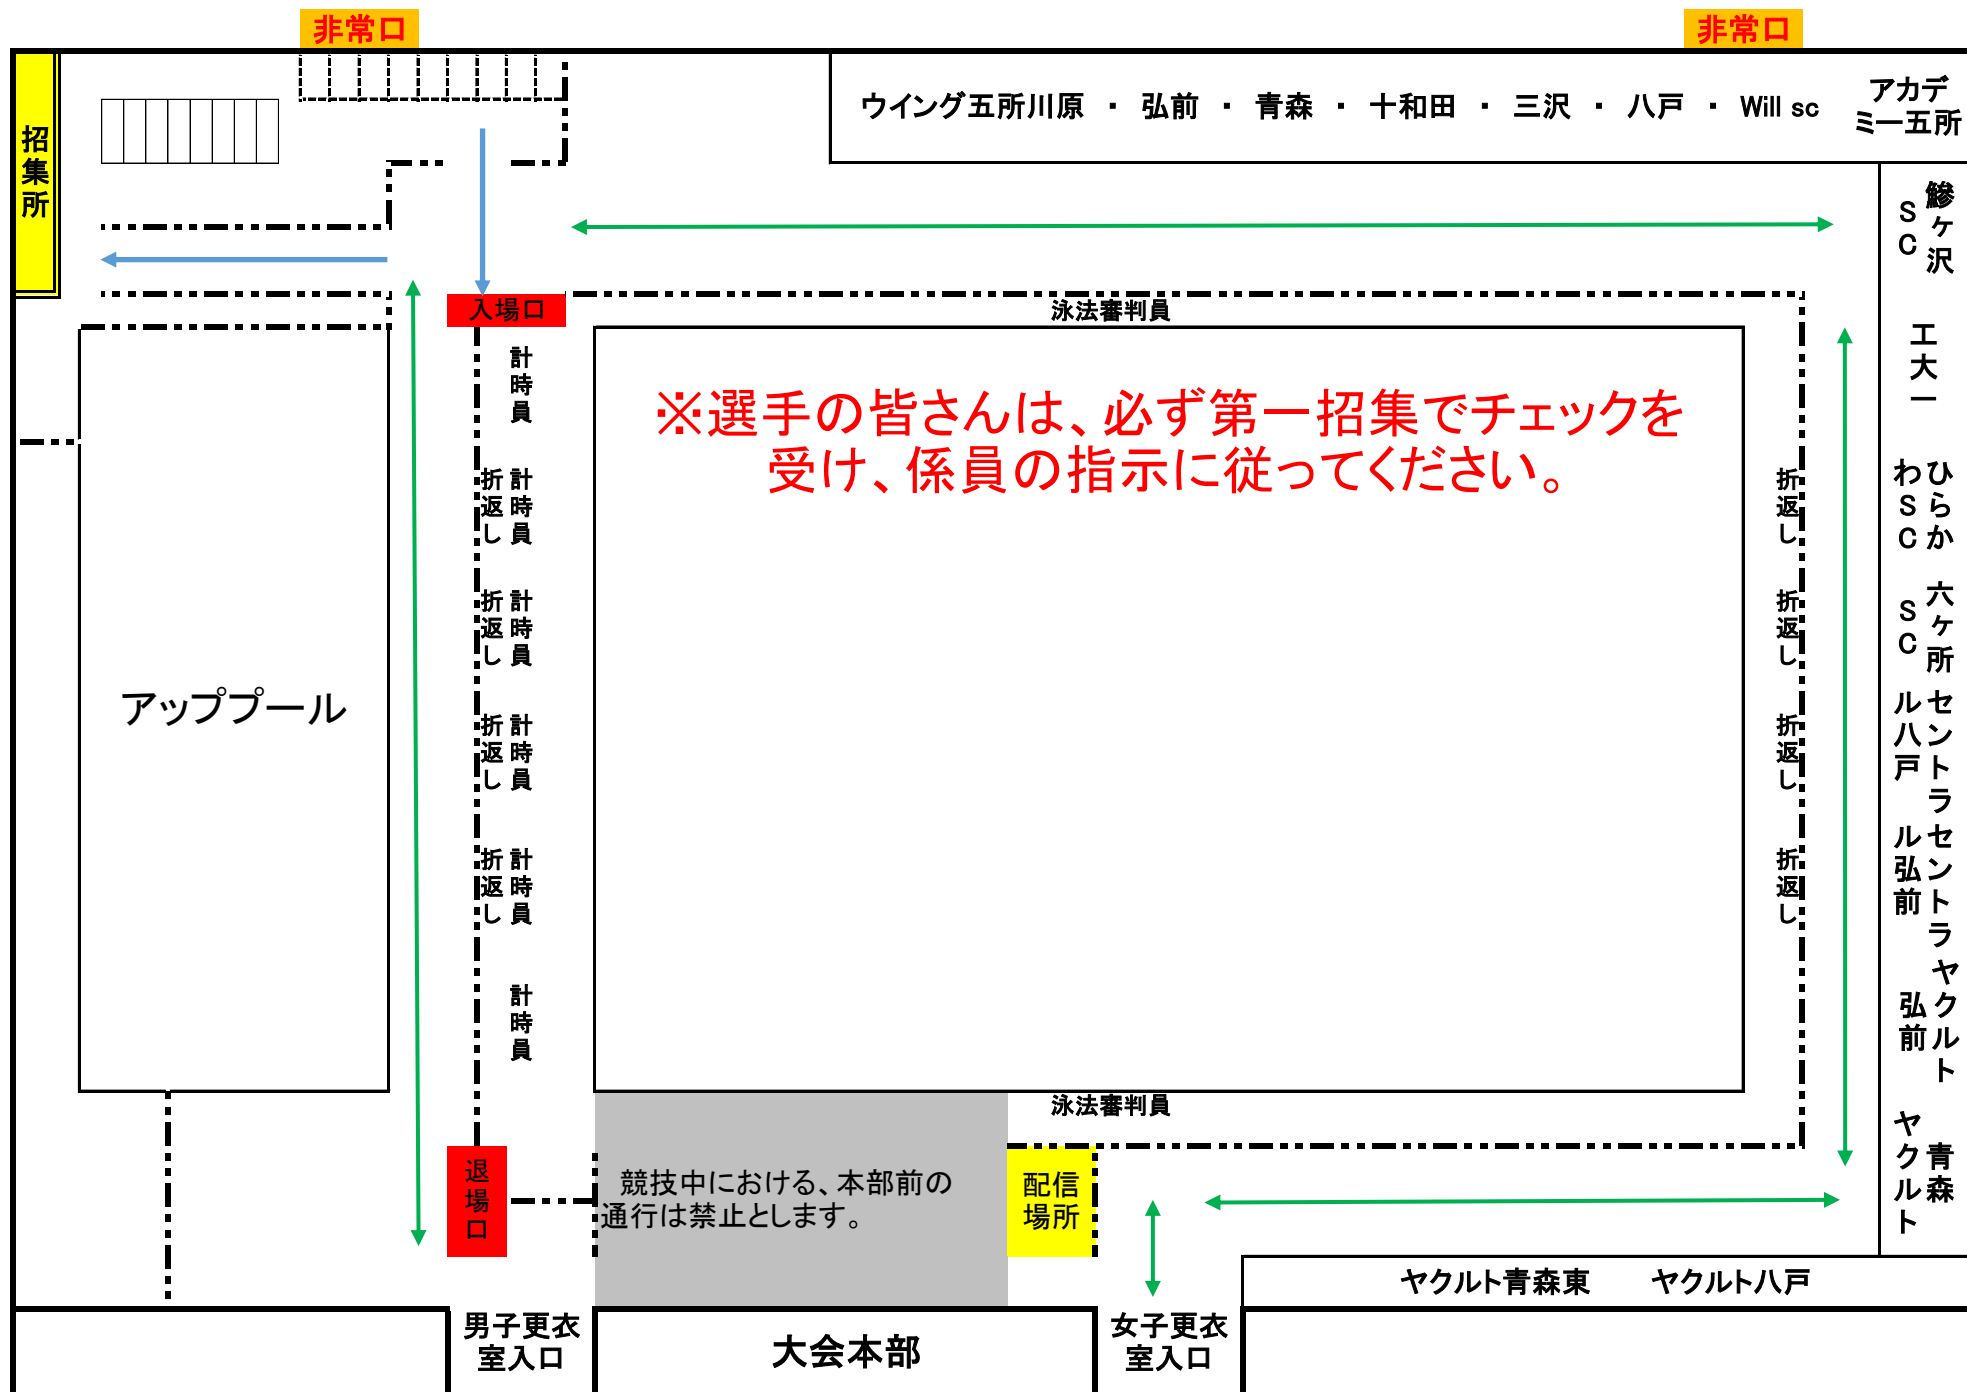 非常口
非常口
招集所
ウイング五所川原 ・ 弘前 ・ 青森 ・ 十和田 ・ 三沢 ・ 八戸 ・ Will sc
アカデ
ミー五所
鰺ヶ沢
SC
入場口
泳法審判員
計時員
※選手の皆さんは、必ず第一招集でチェックを
受け、係員の指示に従ってください。
工大一
計時員
折返し
折返し
ひらか
わSC
計時員
折返し
折返し
六ヶ所
SC
アッププール
計時員
折返し
折返し
セントラ
ル八戸
計時員
折返し
折返し
セントラ
ル弘前
計時員
ヤクルト
弘前
泳法審判員
青森
ヤクルト
退場口
競技中における、本部前の
通行は禁止とします。
配信
場所
ヤクルト青森東 ヤクルト八戸
男子更衣
室入口
大会本部
女子更衣
室入口